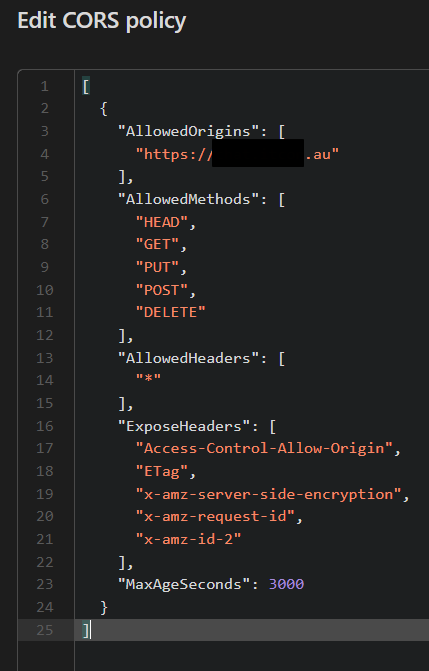 Edit CORS policy
1 [
2 {
3 "AllowedOrigins": [
4 "https:// .au"
5 ],
6 "AllowedMethods": [
7 "HEAD",
8 "GET",
9 "PUT",
10 "POST",
11 "DELETE"
12 ],
13 "AllowedHeaders": [
14 "*"
15 ],
16 "ExposeHeaders": [
17 "Access-Control-Allow-Origin",
18 "ETag",
19 "x-amz-server-side-encryption",
20 "x-amz-request-id",
21 "x-amz-id-2"
22 ],
23 "MaxAgeSeconds": 3000
24 }
25 ]